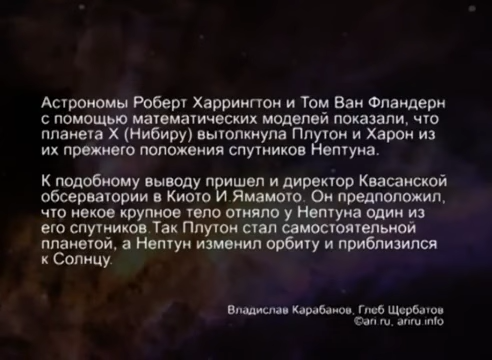 Астрономы Роберт Харрингтон и Том Ван Фландерн
с помощью математических моделей показали, что
планета X (Нибиру) вытолкнула Плутон и Харон из
их прежнего положения спутников Нептуна.
К подобному выводу пришел и директор Квасанской
обсерватории в Киото И.Ямамото. Он предположил,
что некое крупное тело отняло у Нептуна один из
его спутников.Так Плутон стал самостоятельной
планетой, а Нептун изменил орбиту и приблизился
к Солнцу.
Владислав Карабанов, Глеб Щербатов
©ari.ru, ariru.info